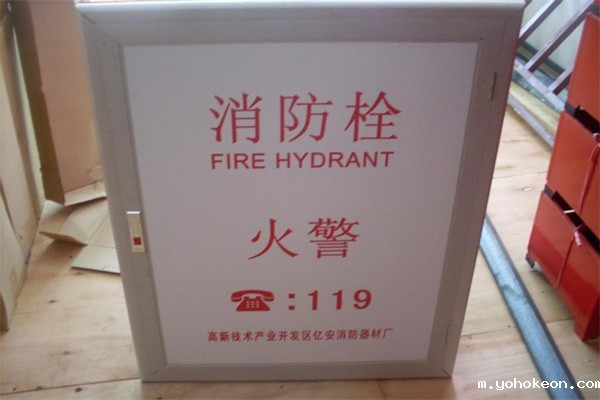 消防栓
FIRE HYDRANT
火警
☎:119
高新技术产业开发区亿安消防器材厂
m.yohokeon.com